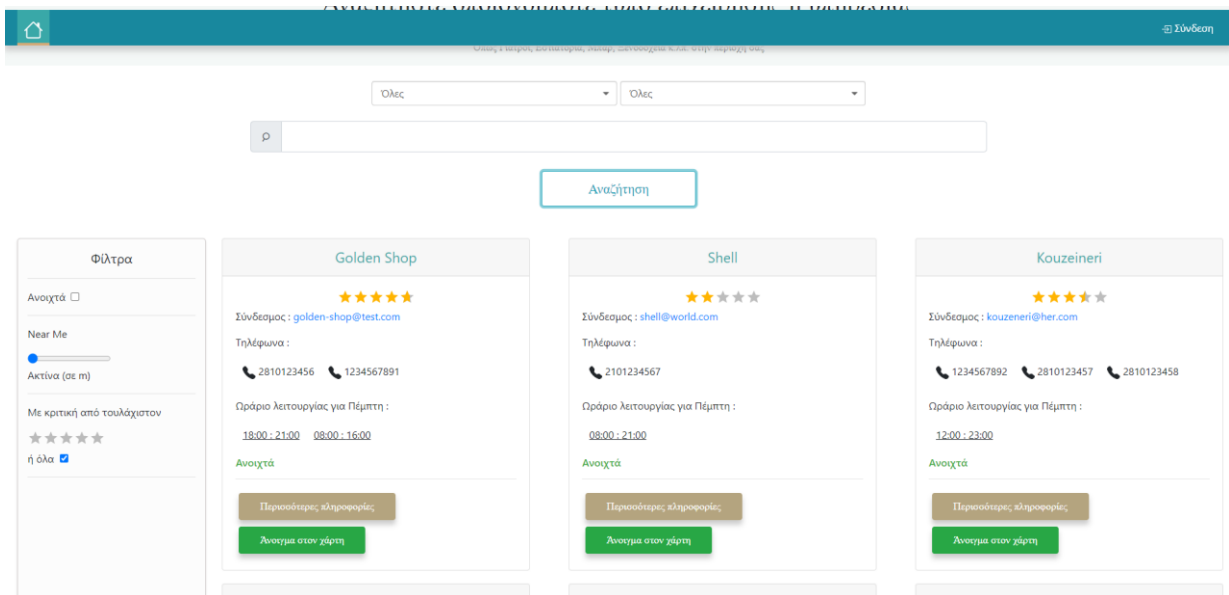 Σύνδεση
Όλες Όλες
Αναζήτηση
Φίλτρα
Ανοιχτά
Near Me
Ακτίνα (σε m)
Με κριτική από τουλάχιστον
ή όλα
Golden Shop
Σύνδεσμος : golden-shop@test.com
Τηλέφωνα :
2810123456 1234567891
Ωράριο λειτουργίας για Πέμπτη :
18:00 : 21:00 08:00 : 16:00
Ανοιχτά
Περισσότερες πληροφορίες
Άνοιγμα στον χάρτη
Shell
Σύνδεσμος : shell@world.com
Τηλέφωνα :
2101234567
Ωράριο λειτουργίας για Πέμπτη :
08:00 : 21:00
Ανοιχτά
Περισσότερες πληροφορίες
Άνοιγμα στον χάρτη
Kouzeineri
Σύνδεσμος : kouzeneri@her.com
Τηλέφωνα :
1234567892 2810123457 2810123458
Ωράριο λειτουργίας για Πέμπτη :
12:00 : 23:00
Ανοιχτά
Περισσότερες πληροφορίες
Άνοιγμα στον χάρτη